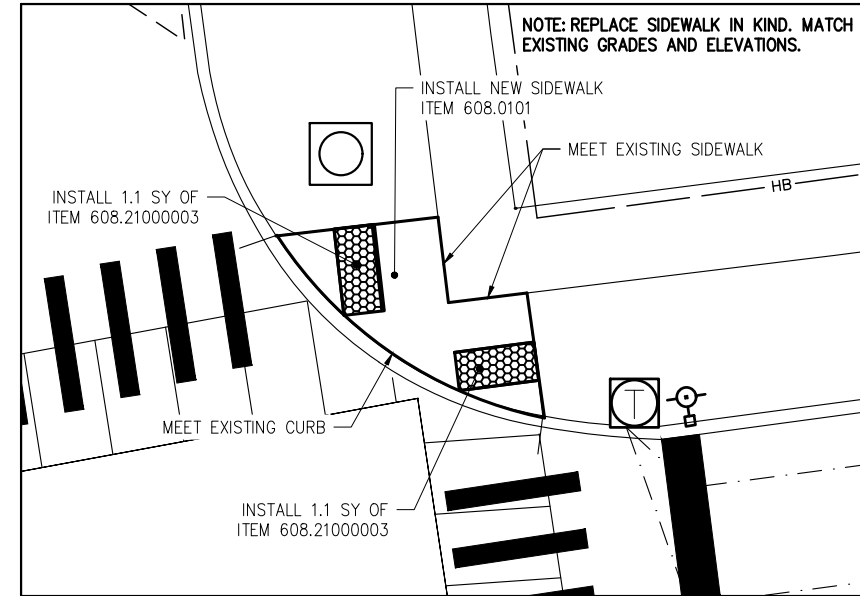 NOTE: REPLACE SIDEWALK IN KIND. MATCH
EXISTING GRADES AND ELEVATIONS.
INSTALL NEW SIDEWALK
ITEM 608.0101
MEET EXISTING SIDEWALK
HB
INSTALL 1.1 SY OF
ITEM 608.21000003
MEET EXISTING CURB
T
INSTALL 1.1 SY OF
ITEM 608.21000003